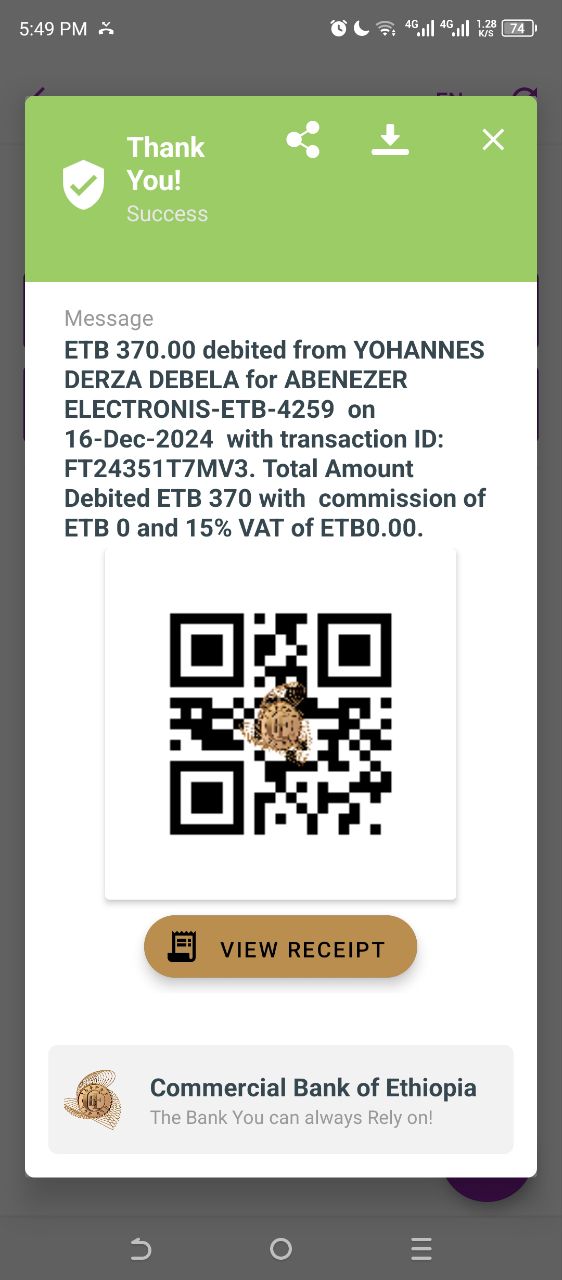 5:49 PM
4G 4G 1.28 K/S 74
Thank
You!
Success
Message
ETB 370.00 debited from YOHANNES
DERZA DEBELA for ABENEZER
ELECTRONIS-ETB-4259 on
16-Dec-2024 with transaction ID:
FT24351T7MV3. Total Amount
Debited ETB 370 with commission of
ETB 0 and 15% VAT of ETB0.00.
VIEW RECEIPT
Commercial Bank of Ethiopia
The Bank You can always Rely on!